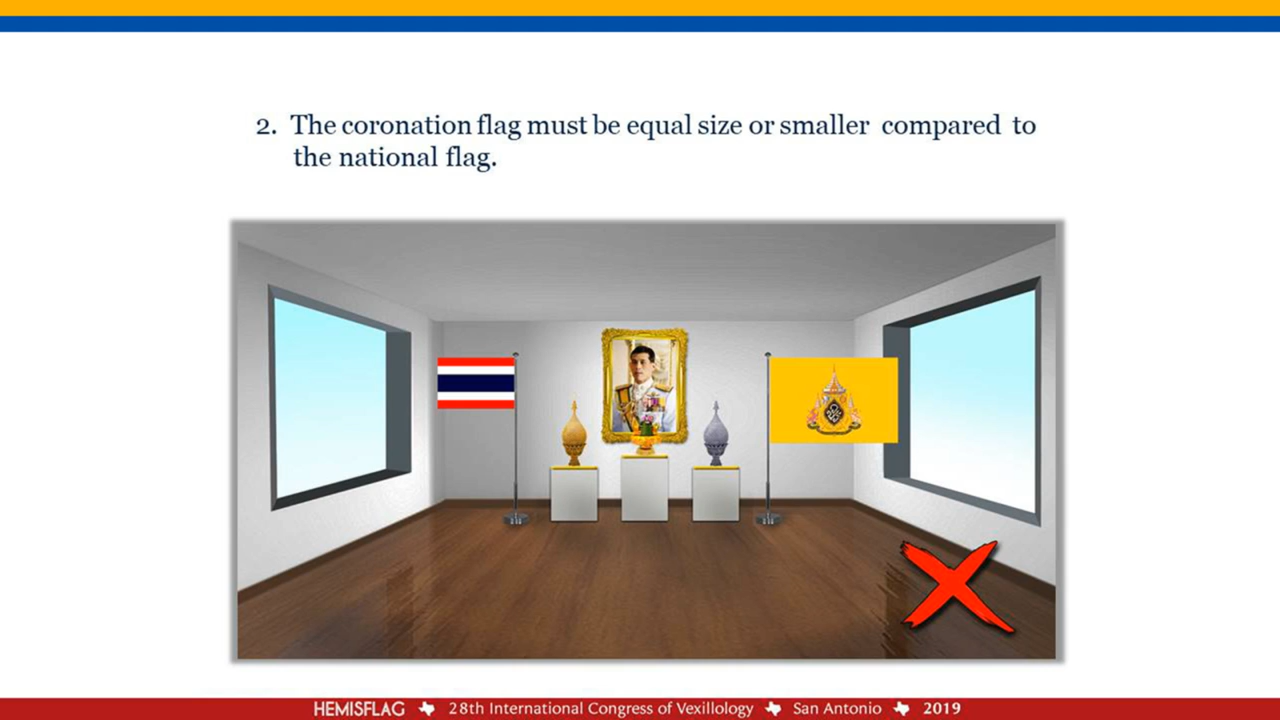 2. The coronation flag must be equal size or smaller compared to
the national flag.
HEMISFLAG 28th International Congress of Vexillology San Antonio 2019